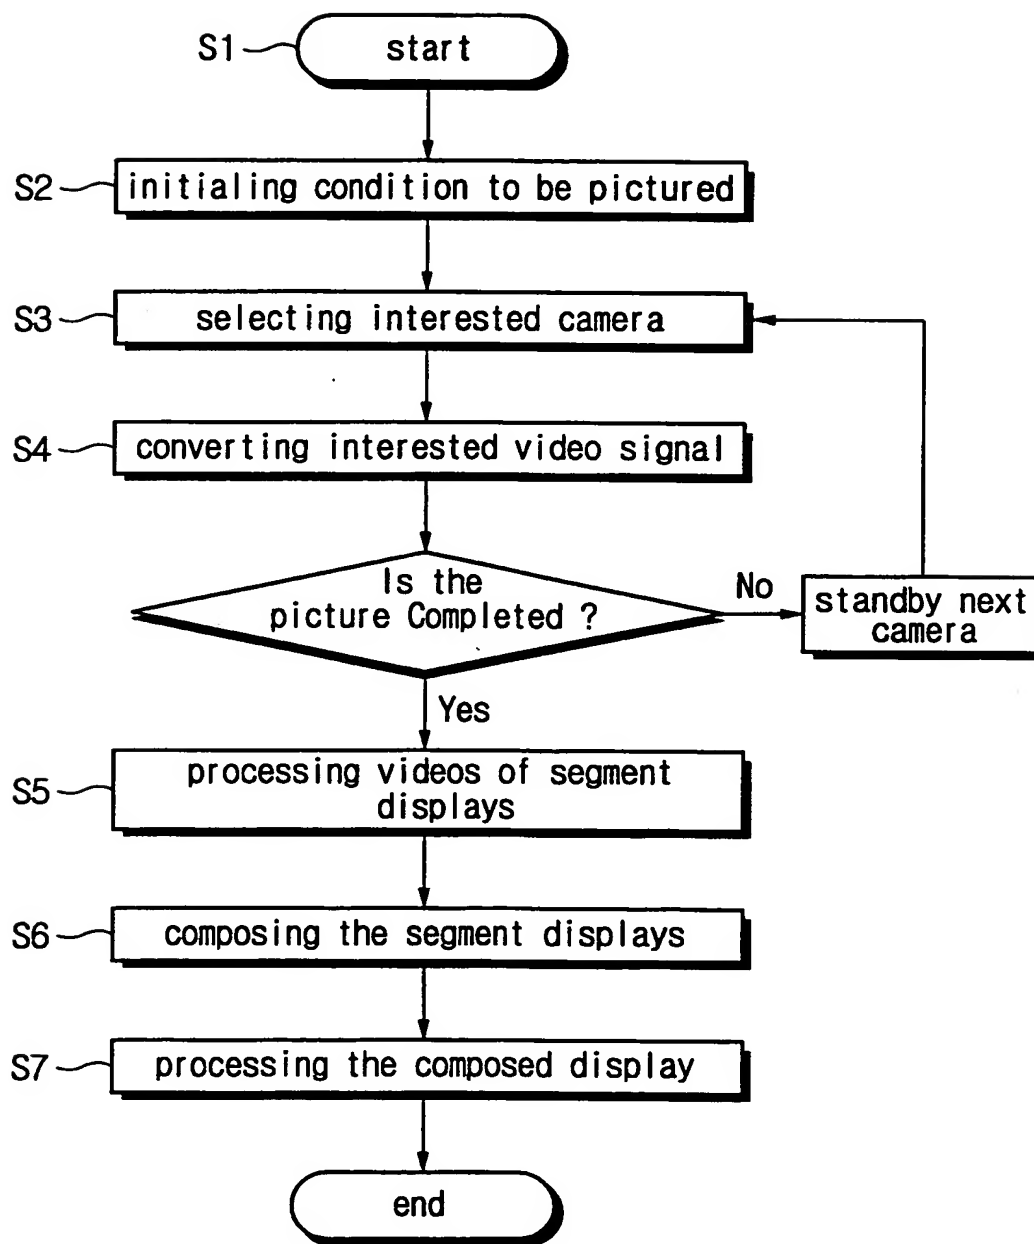 S1
start
S2
initialing condition to be pictured
S3
selecting interested camera
S4
converting interested video signal
Is the
picture Completed ?
No
standby next
camera
Yes
S5
processing videos of segment
displays
S6
composing the segment displays
S7
processing the composed display
end